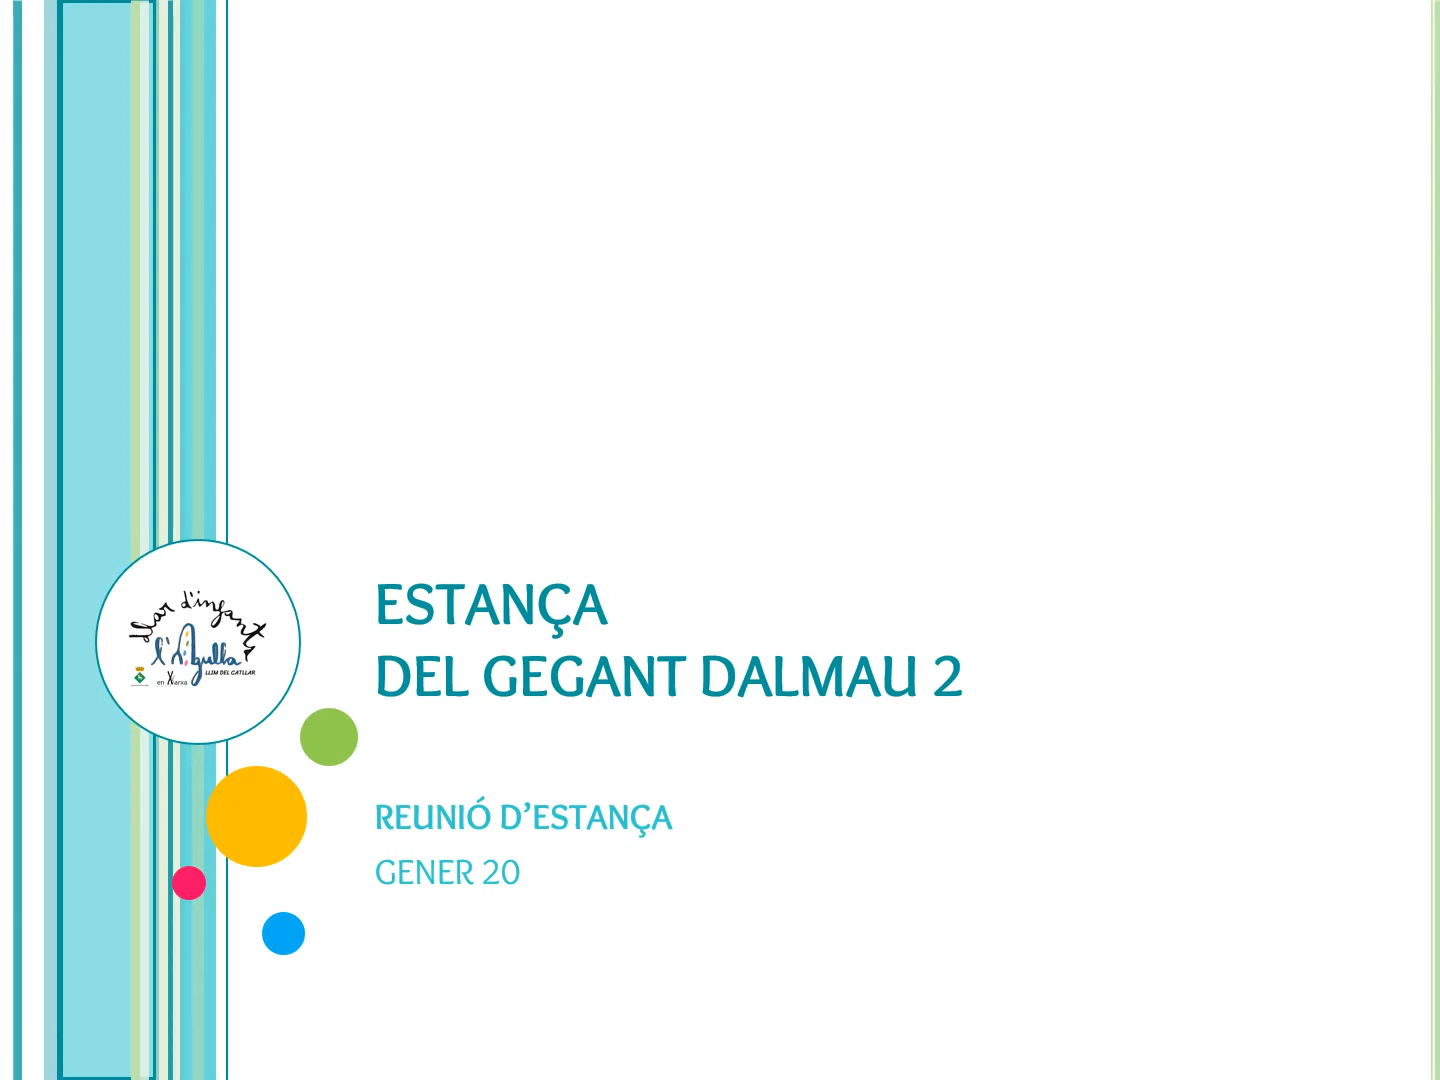 llar d'infants
l'Agulla
LLIM DEL CATLLAR
en Xarxa
ESTANÇA
DEL GEGANT DALMAU 2
REUNIÓ D’ESTANÇA
GENER 20